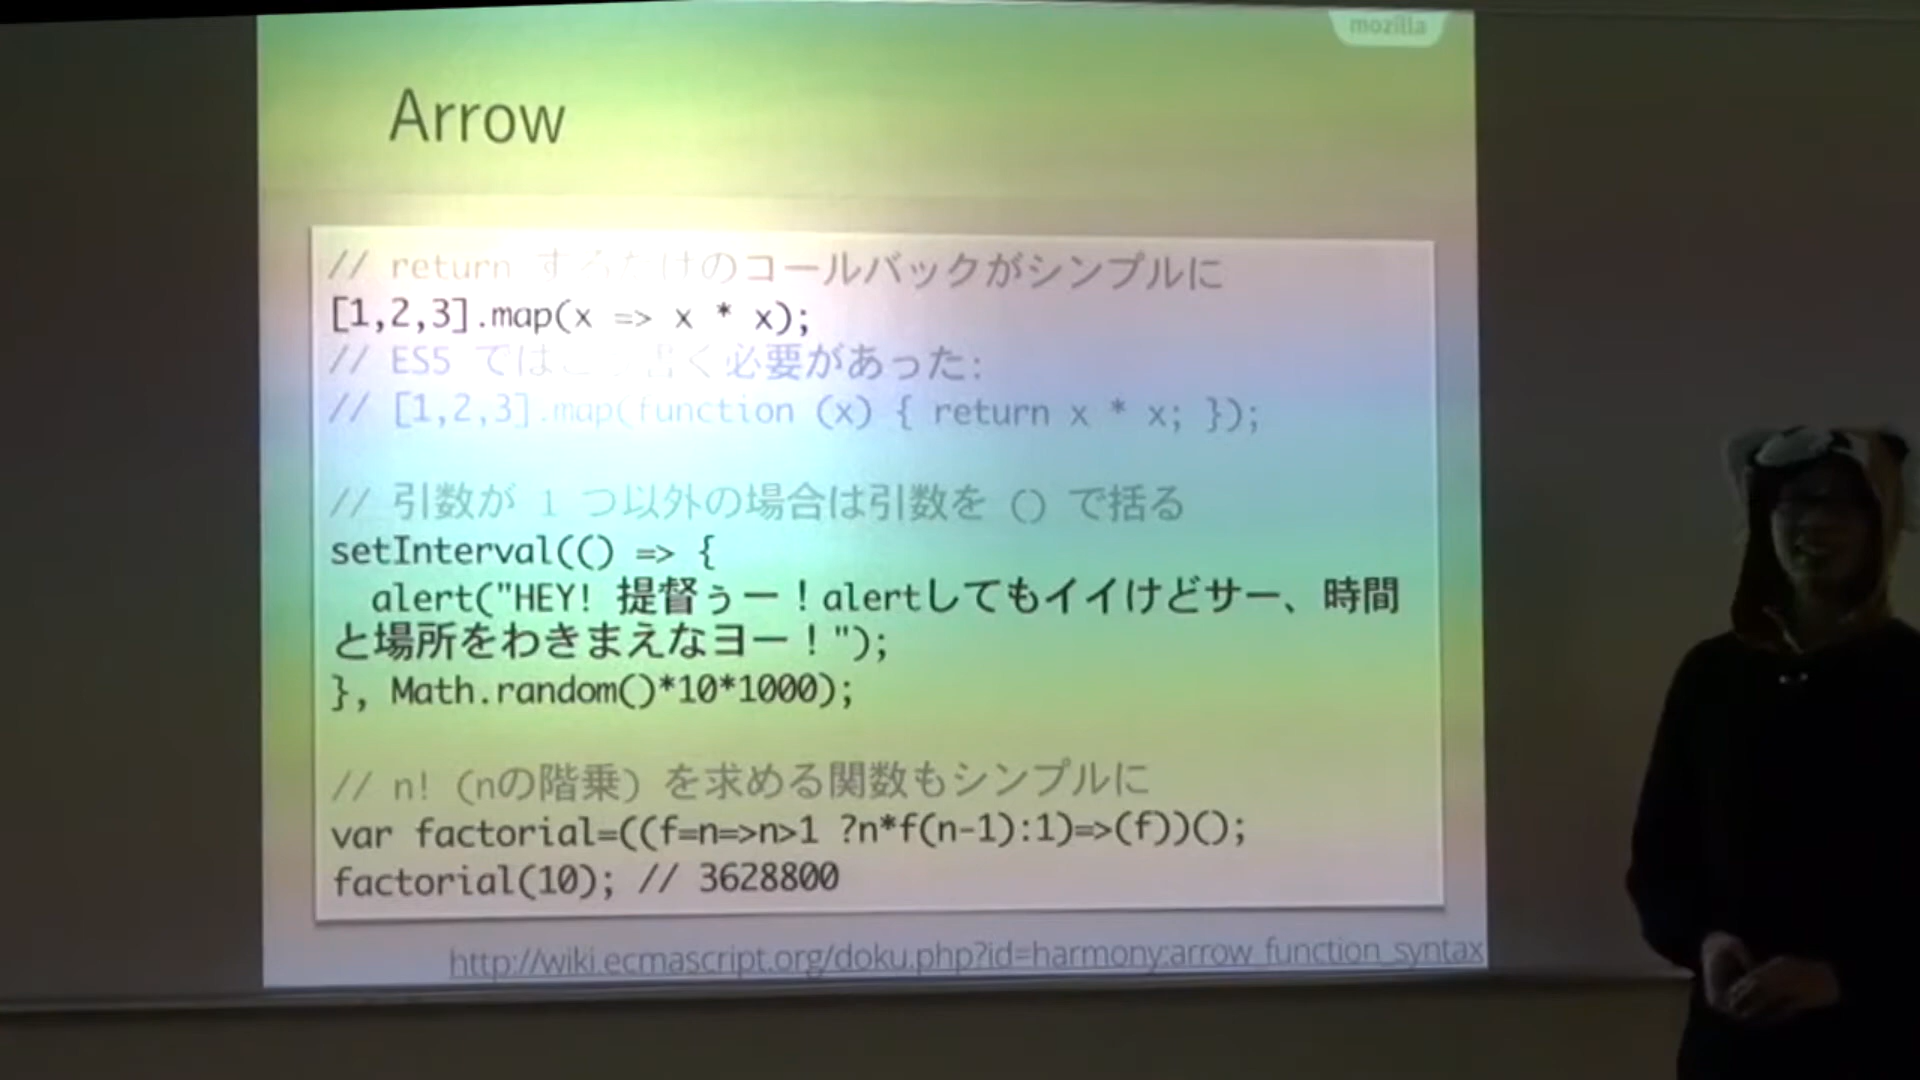 mozilla
Arrow
// return するだけのコールバックがシンプルに
[1,2,3].map(x => x * x);
// ES5 ではこう書く必要があった:
// [1,2,3].map(function (x) { return x * x; });
// 引数が 1 つ以外の場合は引数を () で括る
setInterval(() => {
alert("HEY! 提督ぅー！alertしてもイイけどサー、時間
と場所をわきまえなヨー！");
}, Math.random()*10*1000);
// n! (nの階乗) を求める関数もシンプルに
var factorial=((f=n=>n>1 ?n*f(n-1):1)=>(f))();
factorial(10); // 3628800
http://wiki.ecmascript.org/doku.php?id=harmony:arrow_function_syntax